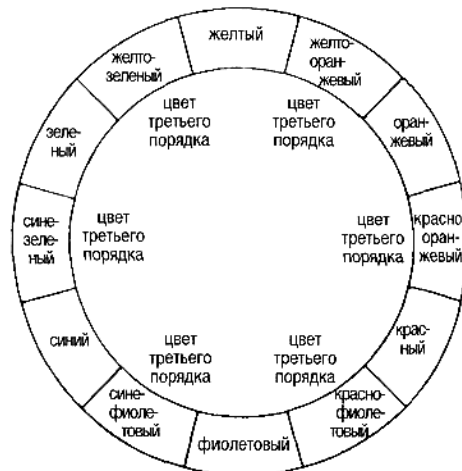 желтый
желто-
оран-
жевый
оран-
жевый
красно
оран-
жевый
крас-
ный
красно-
фиоле-
товый
фиолетовый
сине-
фиоле-
товый
синий
сине-
зеле-
ный
зеле-
ный
желто-
зеленый
цвет
третьего
порядка
цвет
третьего
порядка
цвет
третьего
порядка
цвет
третьего
порядка
цвет
третьего
порядка
цвет
третьего
порядка